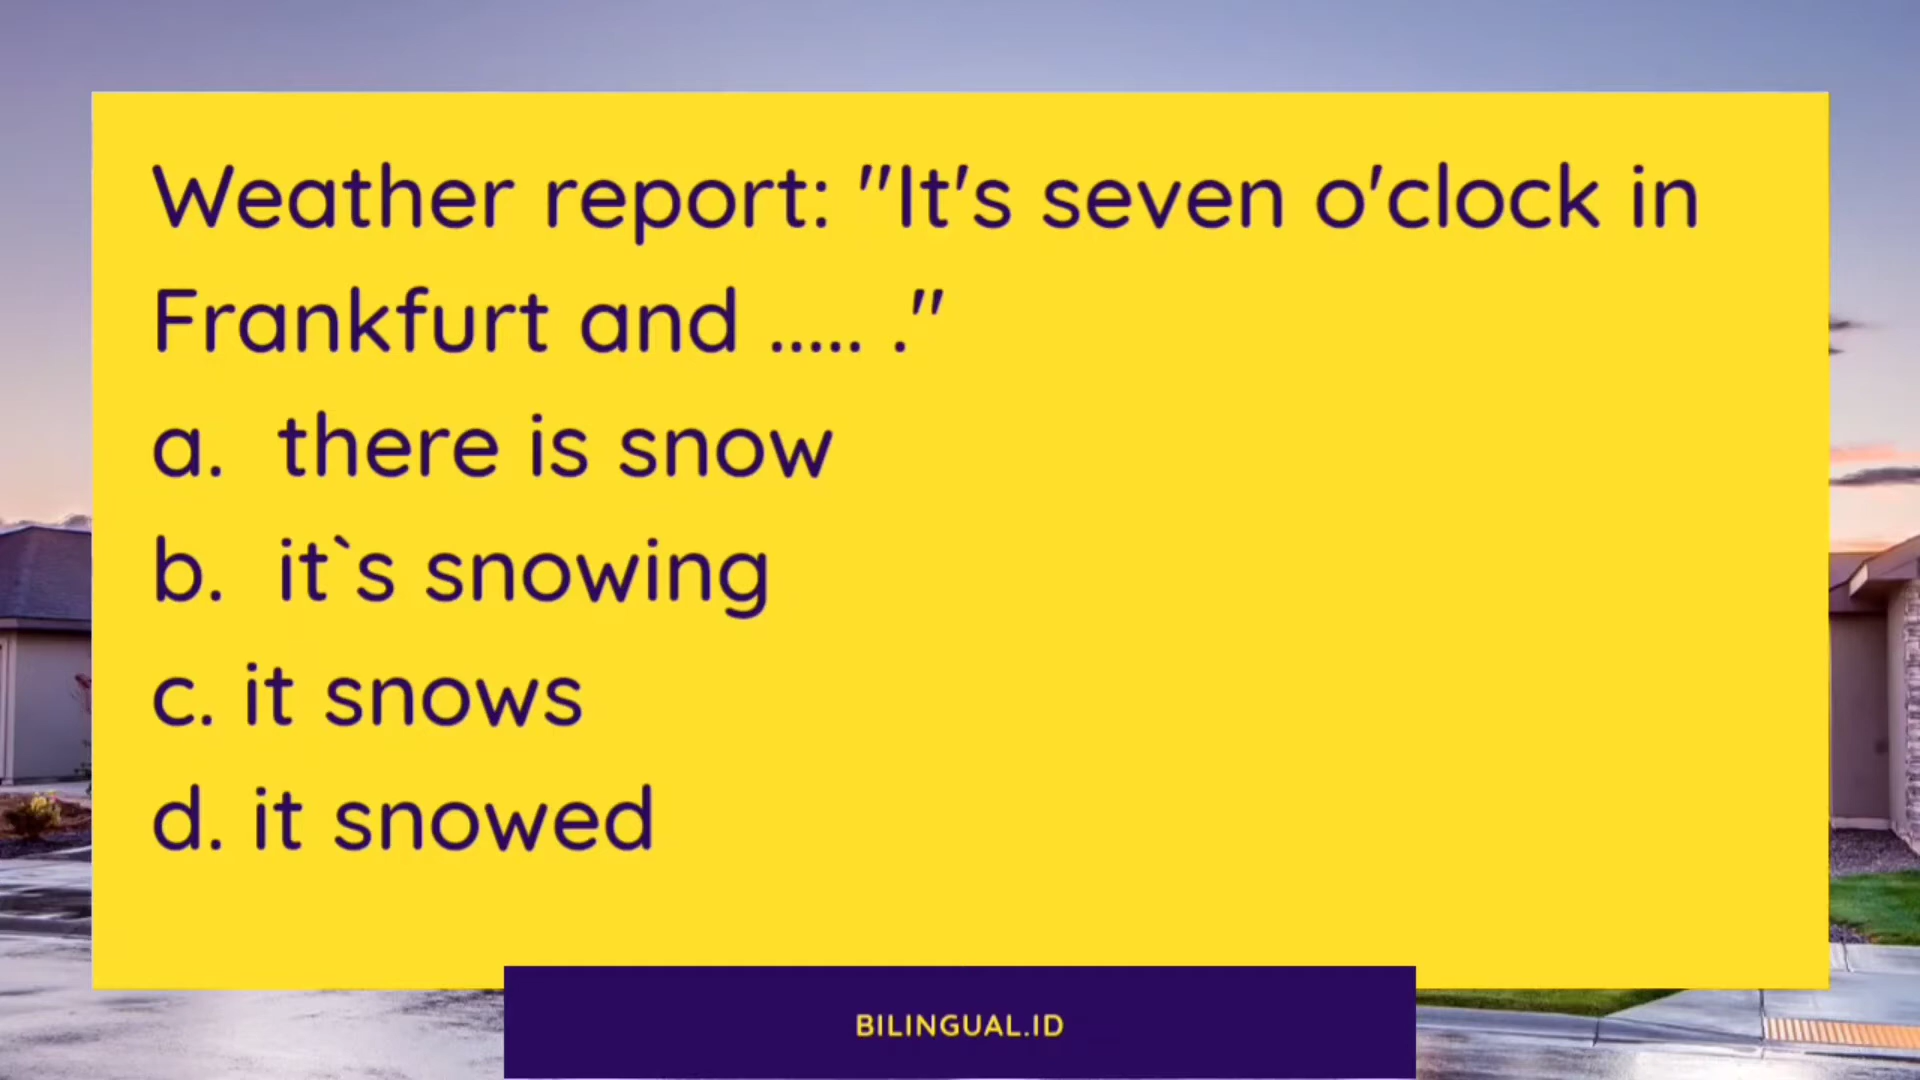 Weather report: "It's seven o'clock in
Frankfurt and ..... ."
a. there is snow
b. it`s snowing
c. it snows
d. it snowed
BILINGUAL.ID